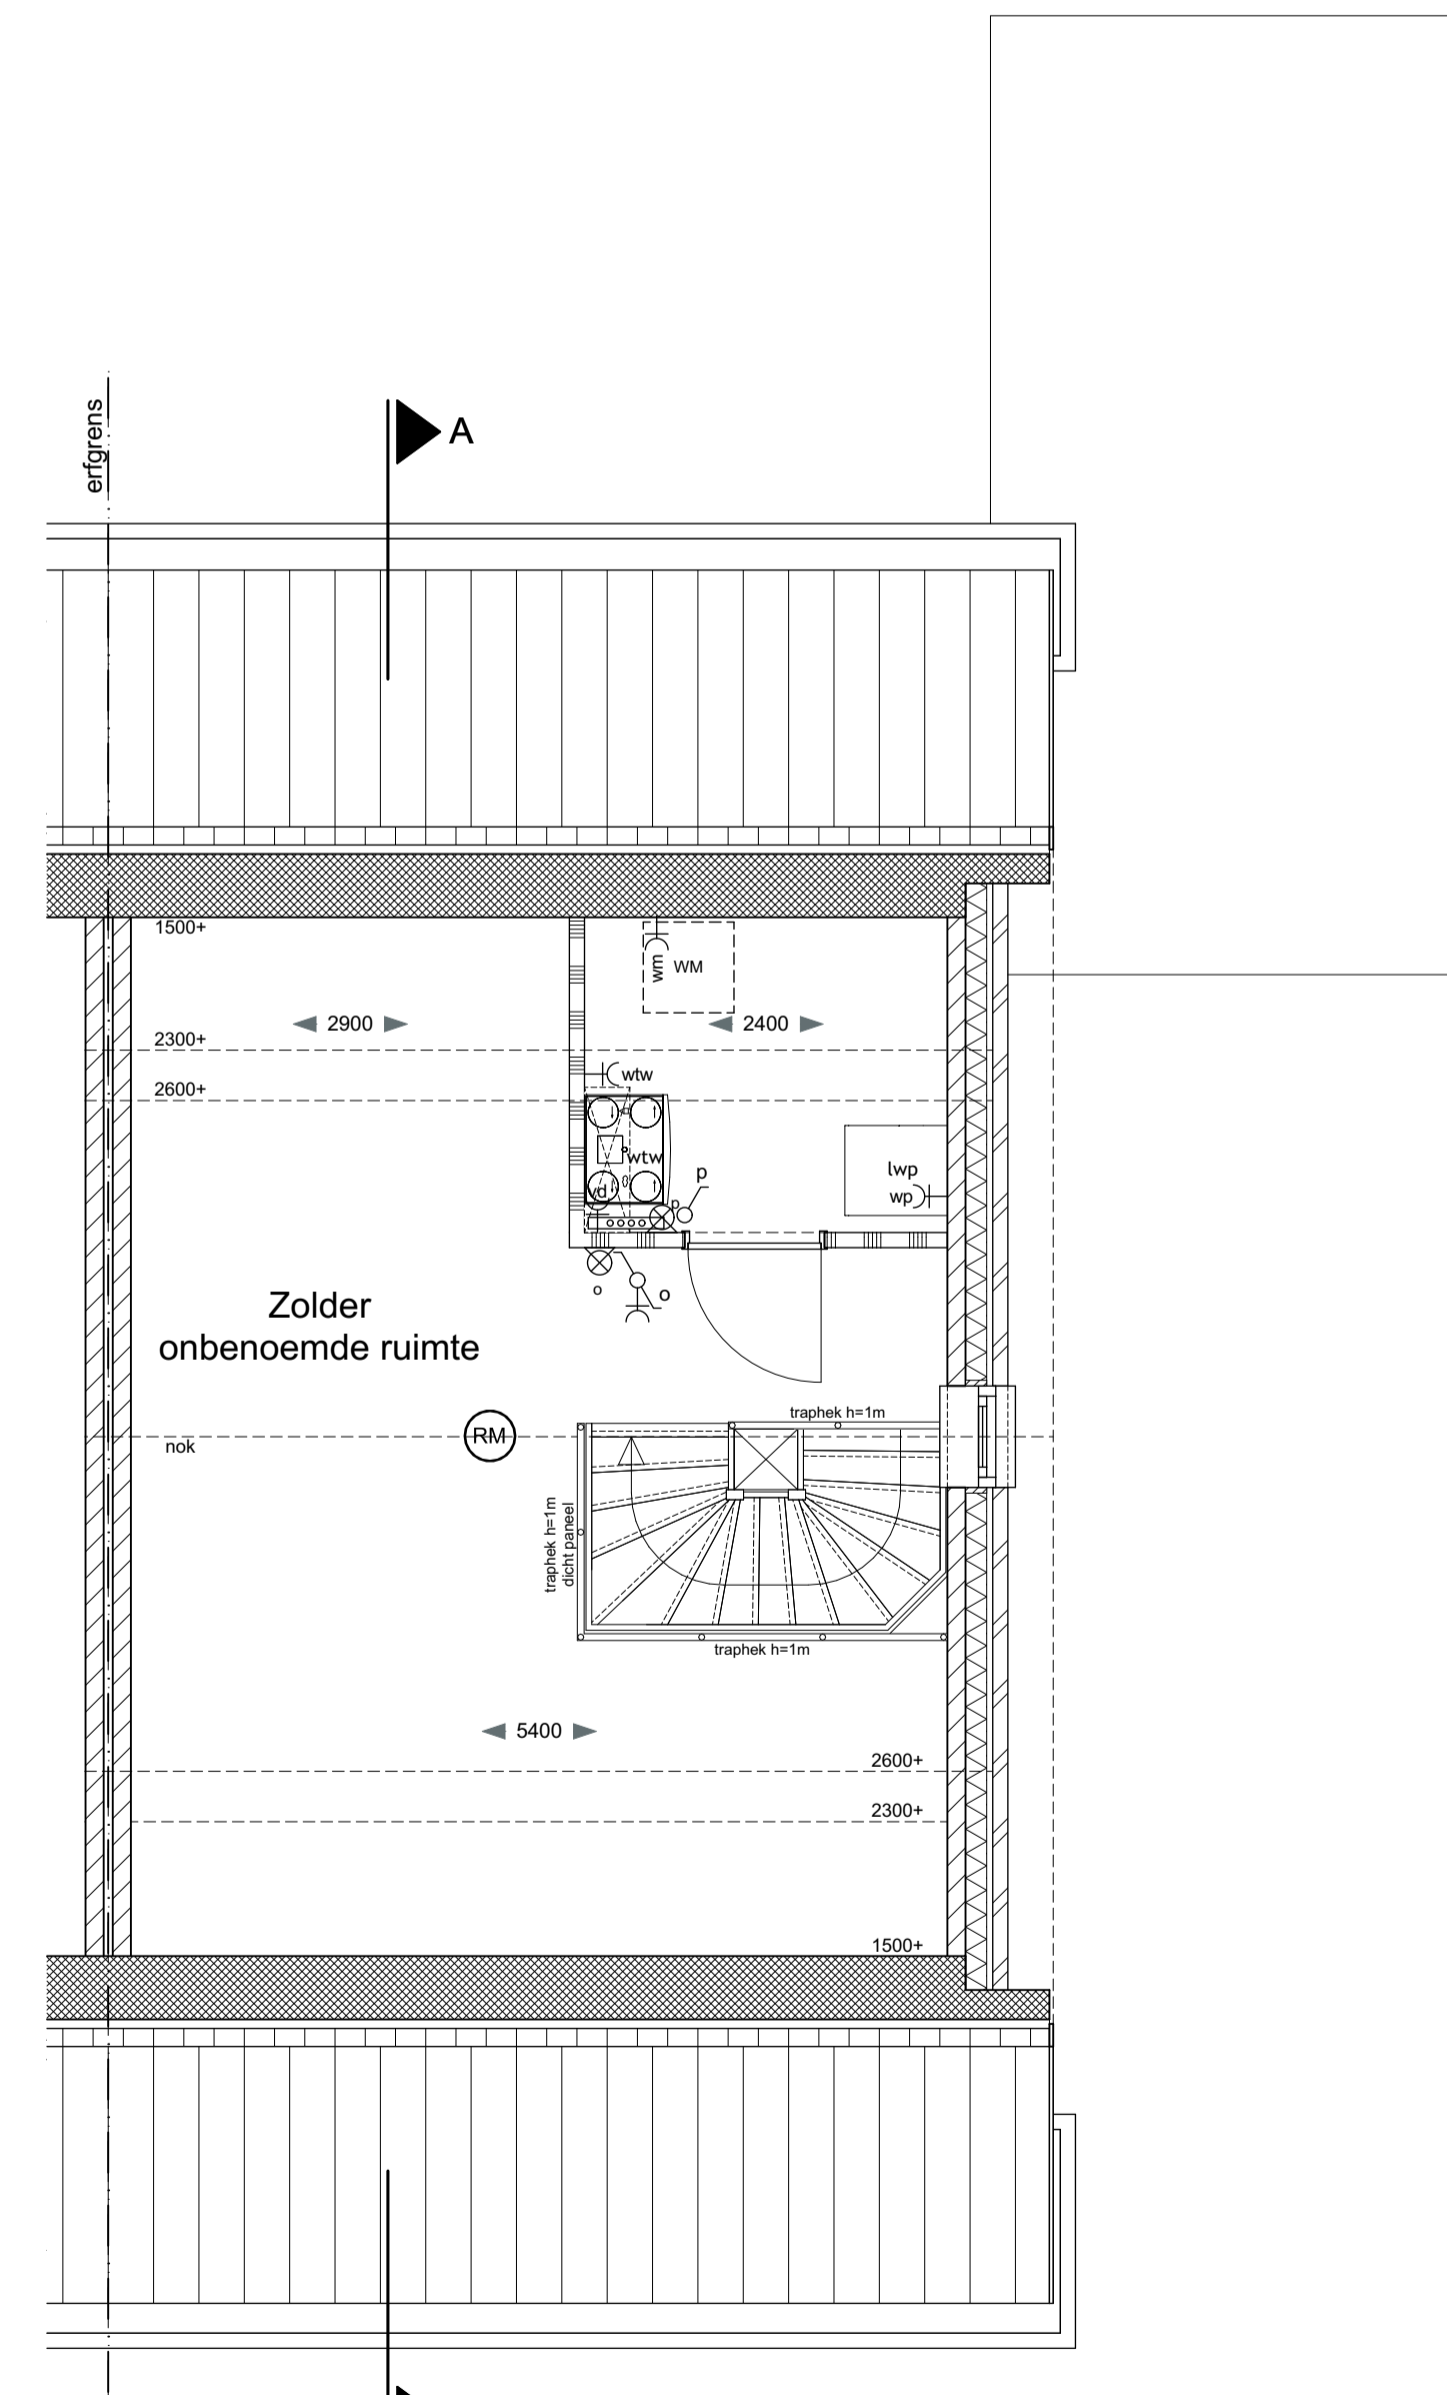 erfgrens
A
1500+
wm
WM
2900
2400
2300+
wtw
2600+
wtw
lwp
wp
p
vd
p
o
o
Zolder
onbenoemde ruimte
traphek h=1m
RM
nok
traphek h=1m
dicht paneel
traphek h=1m
5400
2600+
2300+
1500+